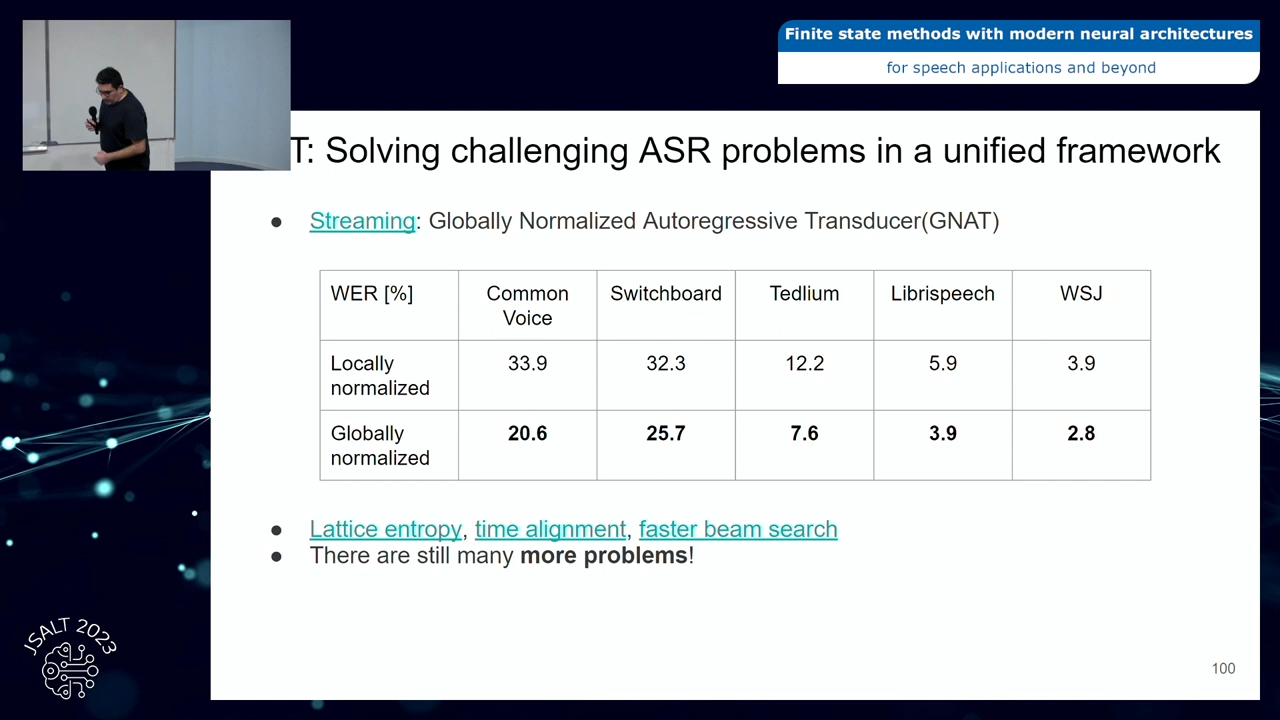 Finite state methods with modern neural architectures
for speech applications and beyond
T: Solving challenging ASR problems in a unified framework
● Streaming: Globally Normalized Autoregressive Transducer(GNAT)
WER [%] Common Voice Switchboard Tedlium Librispeech WSJ
Locally normalized 33.9 32.3 12.2 5.9 3.9
Globally normalized 20.6 25.7 7.6 3.9 2.8
● Lattice entropy, time alignment, faster beam search
● There are still many more problems!
JSALT 2023
100